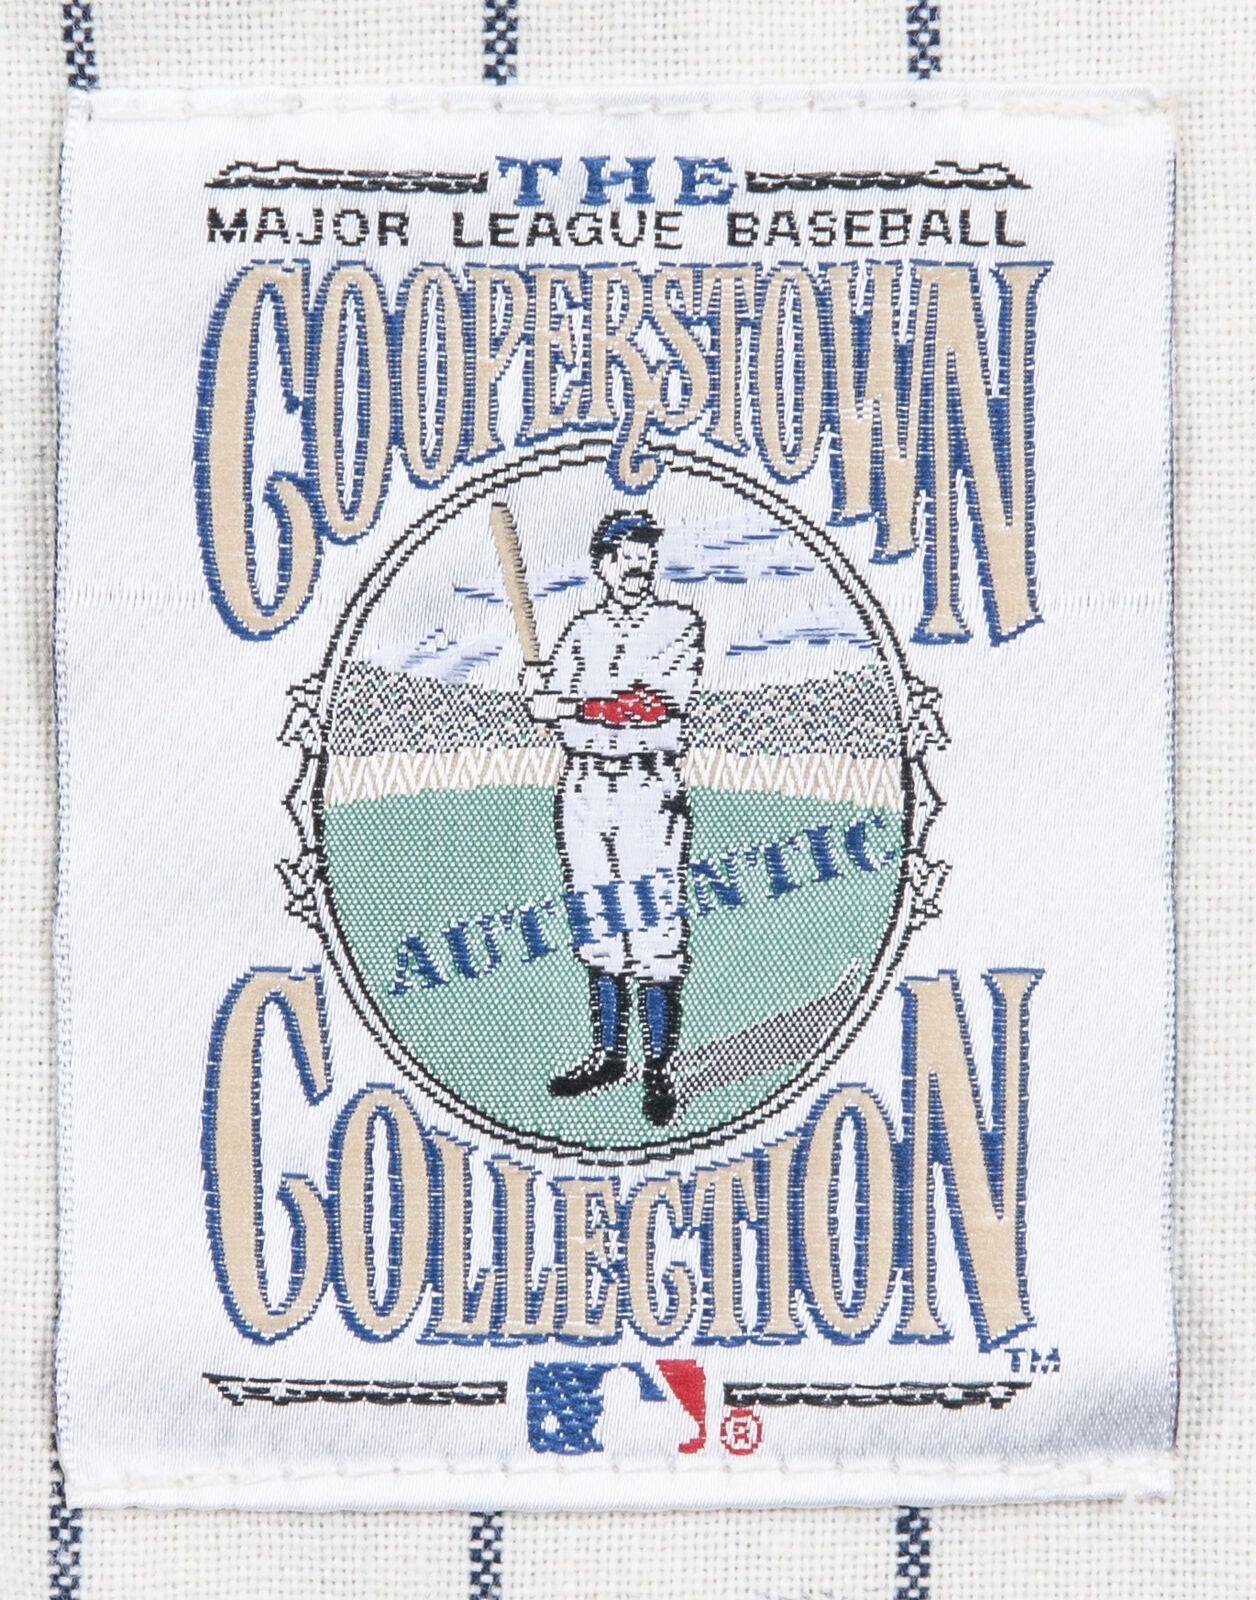 THE
MAJOR LEAGUE BASEBALL
COOPERSTOWN
AUTHENTIC
COLLECTION
TM
®